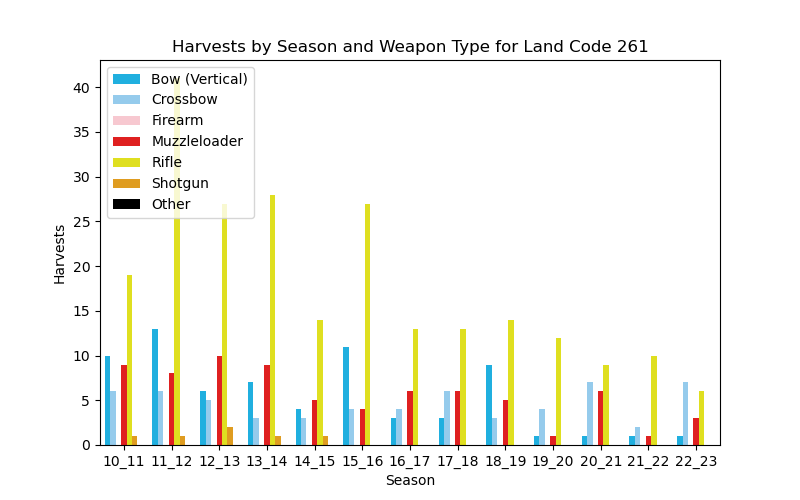 Harvests by Season and Weapon Type for Land Code 261
Bow (Vertical)
Crossbow
Firearm
Muzzleloader
Rifle
Shotgun
Other
40
35
30
25
20
15
10
5
0
Harvests
10_11 11_12 12_13 13_14 14_15 15_16 16_17 17_18 18_19 19_20 20_21 21_22 22_23
Season